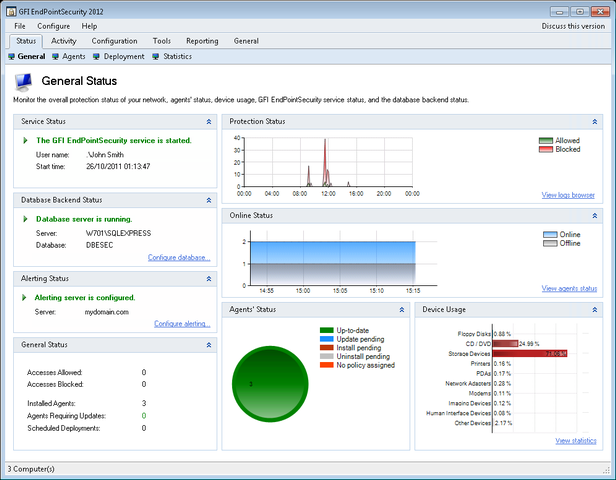 GFI EndPointSecurity 2012
File Configure Help Discuss this version
Status Activity Configuration Tools Reporting General
General Agents Deployment Statistics
General Status
Monitor the overall protection status of your network, agents' status, device usage, GFI EndPointSecurity service status, and the database backend status.
Service Status
The GFI EndPointSecurity service is started.
User name: .\John Smith
Start time: 26/10/2011 01:13:47
Database Backend Status
Database server is running.
Server: W701\SQLEXPRESS
Database: DBESEC
Configure database...
Alerting Status
Alerting server is configured.
Server: mydomain.com
Configure alerting...
General Status
Accesses Allowed: 0
Accesses Blocked: 0
Installed Agents: 3
Agents Requiring Updates: 0
Scheduled Deployments: 0
Protection Status
40
30
20
10
0
00:00 04:00 08:00 12:00 16:00 20:00 00:00
Allowed
Blocked
View logs browser
Online Status
2
1
0
14:55 15:00 15:05 15:10 15:15
Online
Offline
View agents status
Agents' Status
3
Up-to-date
Update pending
Install pending
Uninstall pending
No policy assigned
Device Usage
Floppy Disks 0.88 %
CD / DVD 24.99 %
Storage Devices
Printers 0.16 %
PDAs 0.17 %
Network Adapters 0.28 %
Modems 0.11 %
Imaging Devices 0.12 %
Human Interface Devices 0.08 %
Other Devices 2.17 %
View statistics
3 Computer(s)